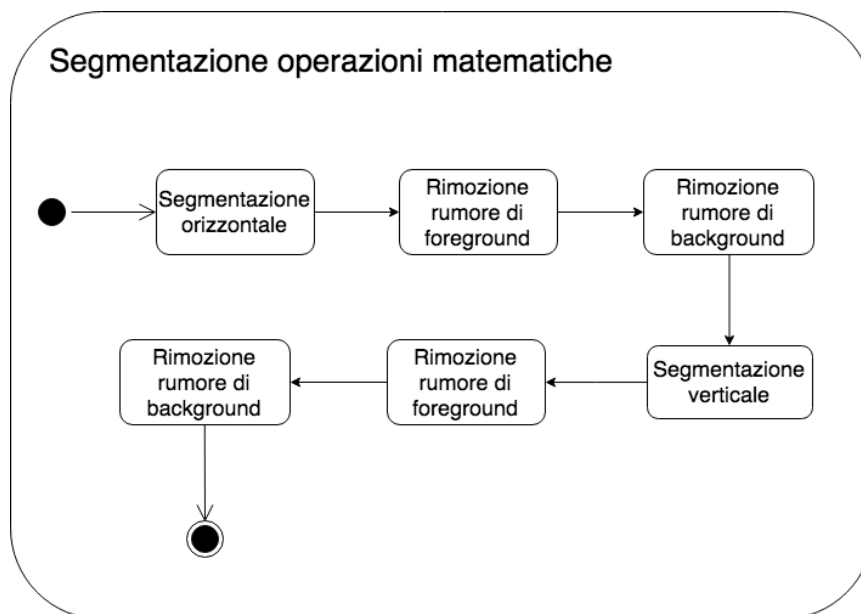 Segmentazione operazioni matematiche
Segmentazione
orizzontale
Rimozione
rumore di
foreground
Rimozione
rumore di
background
Segmentazione
verticale
Rimozione
rumore di
foreground
Rimozione
rumore di
background